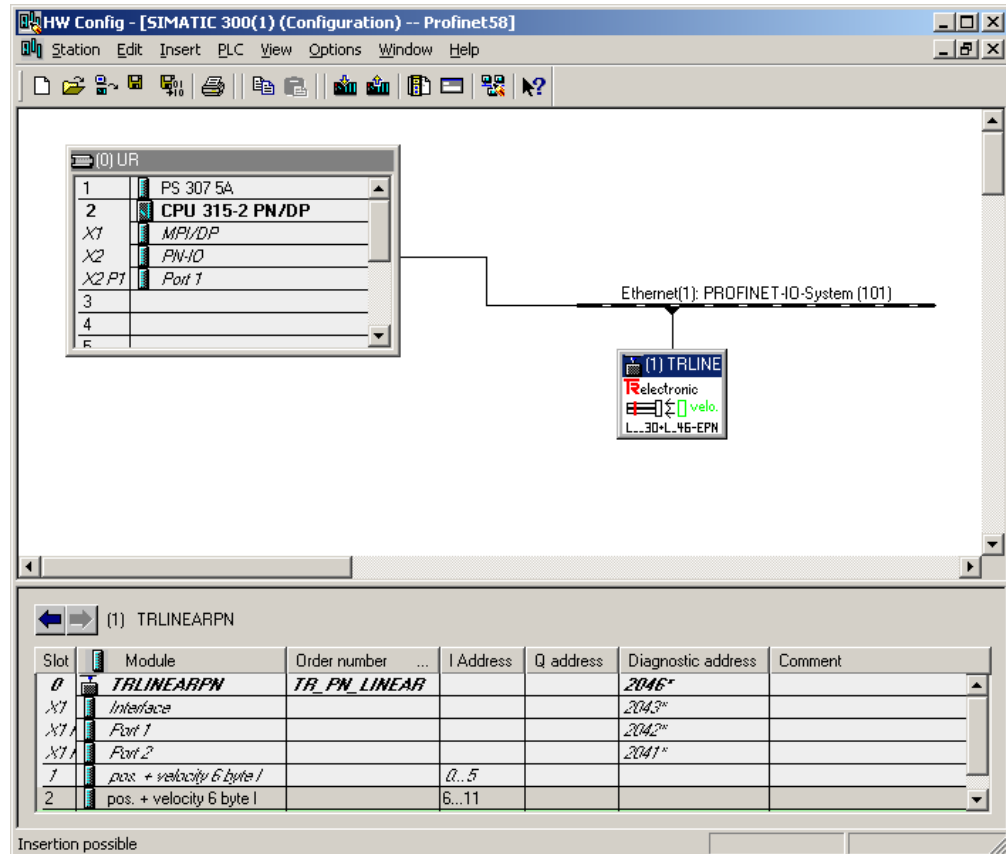 HW Config - [SIMATIC 300(1) (Configuration) -- Profinet58]
Station Edit Insert PLC View Options Window Help
(0) UR
1 PS 307 5A
2 CPU 315-2 PN/DP
X1 MPI/DP
X2 PN-IO
X2 P1 Port 1
3
4
5
Ethernet(1): PROFINET-IO-System (101)
(1) TRLINE
TRelectronic
velo.
L__30+L_46-EPN
(1) TRLINEARPN
Slot Module Order number ... I Address Q address Diagnostic address Comment
0 TRLINEARPN TR_PN_LINEAR 2046*
X1 Interface 2043*
X1 Port 1 2042*
X1 Port 2 2041*
1 pos. + velocity 6 byte I 0...5
2 pos. + velocity 6 byte I 6...11
Insertion possible